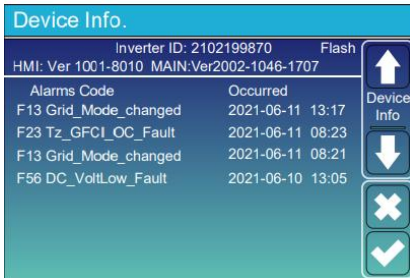 Device Info.
Inverter ID: 2102199870 Flash
HMI: Ver 1001-8010 MAIN:Ver2002-1046-1707
Alarms Code Occurred
F13 Grid_Mode_changed 2021-06-11 13:17
F23 Tz_GFCI_OC_Fault 2021-06-11 08:23
F13 Grid_Mode_changed 2021-06-11 08:21
F56 DC_VoltLow_Fault 2021-06-10 13:05
Device
Info